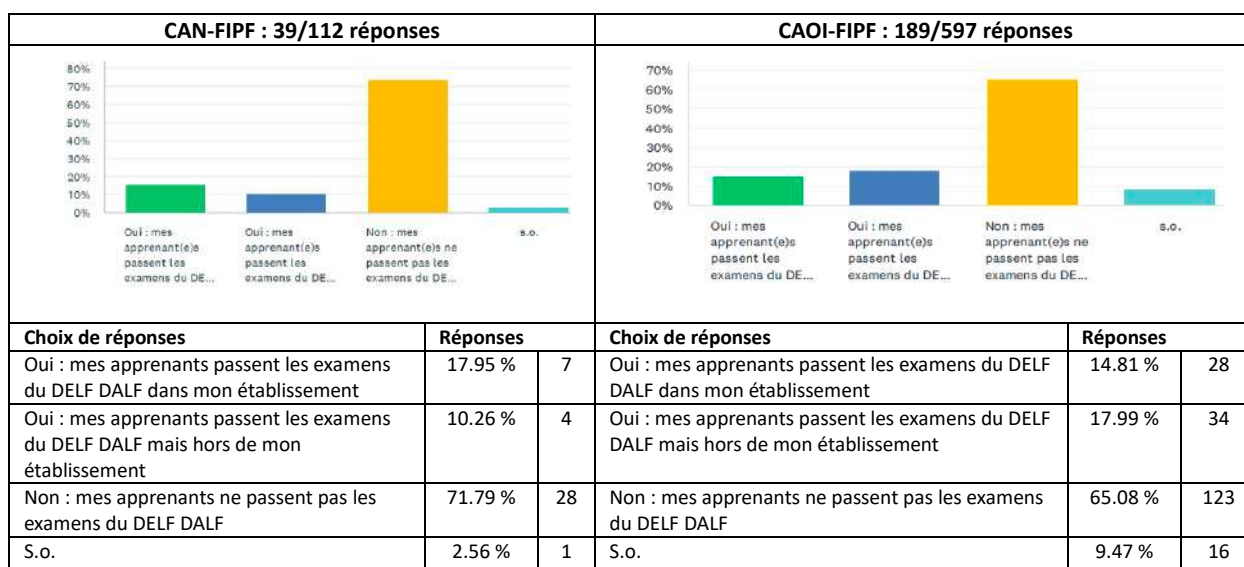 CAN-FIPF : 39/112 réponses
80%
70%
60%
50%
40%
30%
20%
10%
0%
Oui : mes
apprenant(e)s
passent les
examens du DE...
Oui : mes
apprenant(e)s
passent les
examens du DE...
Non : mes
apprenant(e)s ne
passent pas les
examens du DE...
s.o.
CAOI-FIPF : 189/597 réponses
70%
60%
50%
40%
30%
20%
10%
0%
Oui : mes
apprenant(e)s
passent les
examens du DE...
Oui : mes
apprenant(e)s
passent les
examens du DE...
Non : mes
apprenant(e)s ne
passent pas les
examens du DE...
s.o.
Choix de réponses Réponses
Oui : mes apprenants passent les examens 17.95 % 7
du DELF DALF dans mon établissement
Oui : mes apprenants passent les examens 10.26 % 4
du DELF DALF mais hors de mon
établissement
Non : mes apprenants ne passent pas les 71.79 % 28
examens du DELF DALF
S.o. 2.56 % 1
Choix de réponses Réponses
Oui : mes apprenants passent les examens du DELF 14.81 % 28
DALF dans mon établissement
Oui : mes apprenants passent les examens du DELF 17.99 % 34
DALF mais hors de mon établissement
Non : mes apprenants ne passent pas les examens 65.08 % 123
du DELF DALF
S.o. 9.47 % 16